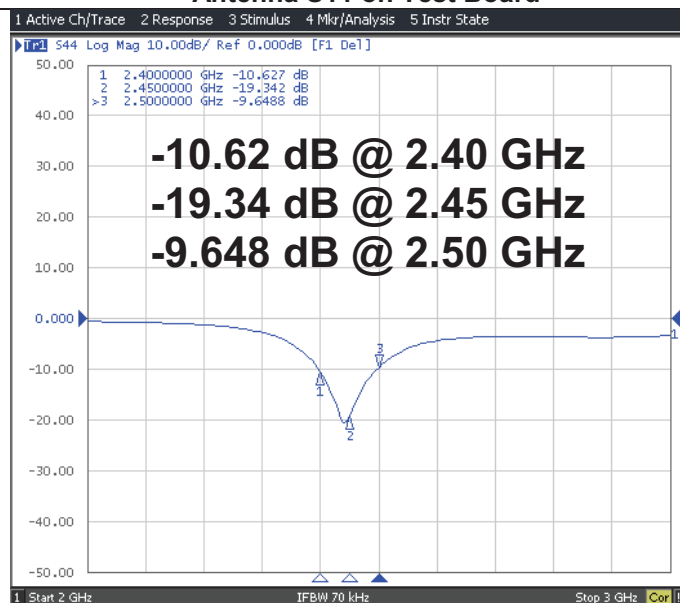 1 Active Ch/Trace 2 Response 3 Stimulus 4 Mkr/Analysis 5 Instr State
Tr1 S44 Log Mag 10.00dB/ Ref 0.000dB [F1 Del]
50.00
1 2.4000000 GHz -10.627 dB
2 2.4500000 GHz -19.342 dB
>3 2.5000000 GHz -9.6488 dB
40.00
-10.62 dB @ 2.40 GHz
30.00
-19.34 dB @ 2.45 GHz
20.00
-9.648 dB @ 2.50 GHz
10.00
0.000
1
3
-10.00
1
-20.00
2
-30.00
-40.00
-50.00
1 Start 2 GHz IFBW 70 kHz Stop 3 GHz Cor !